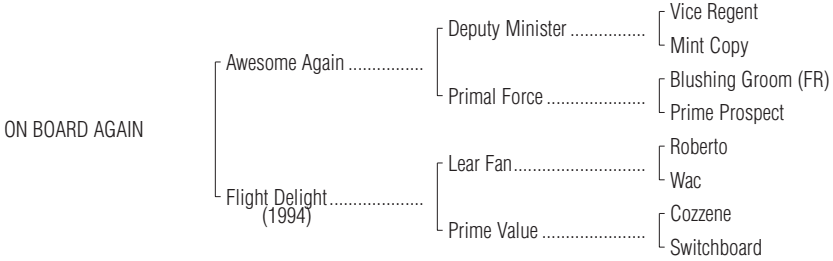 Vice Regent
Deputy Minister ................
Mint Copy
Awesome Again ................
Blushing Groom (FR)
Primal Force .....................
Prime Prospect
ON BOARD AGAIN
Roberto
Lear Fan............................
Wac
Flight Delight....................
(1994)
Cozzene
Prime Value ......................
Switchboard